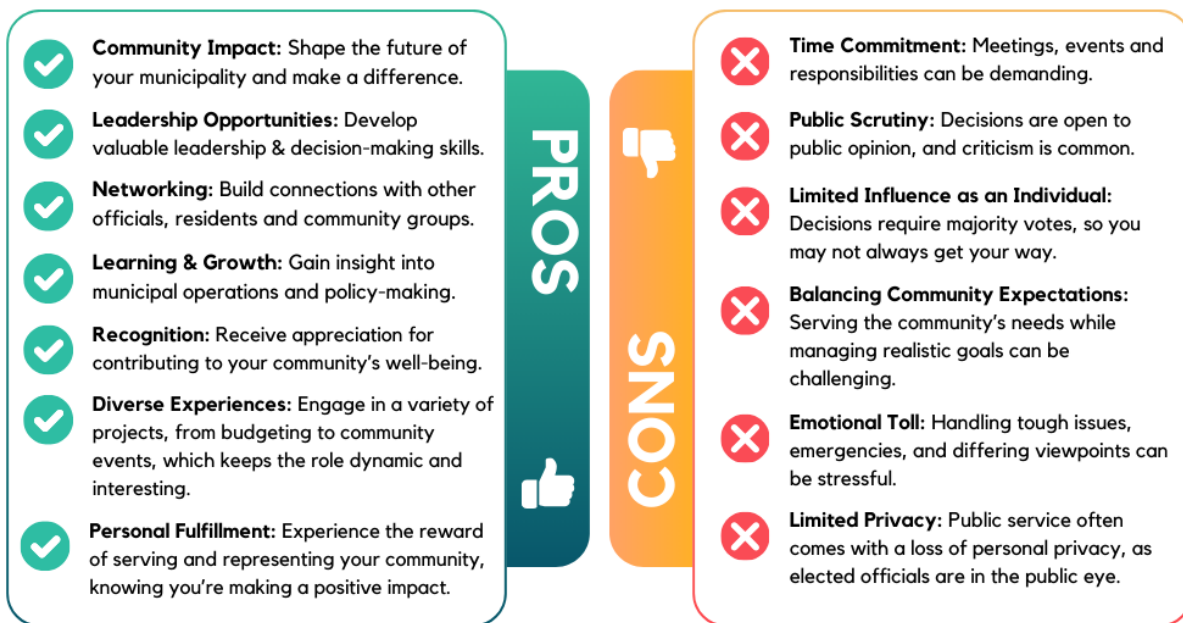 Community Impact: Shape the future of
your municipality and make a difference.
Leadership Opportunities: Develop
valuable leadership & decision-making skills.
Networking: Build connections with other
officials, residents and community groups.
Learning & Growth: Gain insight into
municipal operations and policy-making.
Recognition: Receive appreciation for
contributing to your community's well-being.
Diverse Experiences: Engage in a variety of
projects, from budgeting to community
events, which keeps the role dynamic and
interesting.
Personal Fulfillment: Experience the reward
of serving and representing your community,
knowing you're making a positive impact.
PROS
CONS
Time Commitment: Meetings, events and
responsibilities can be demanding.
Public Scrutiny: Decisions are open to
public opinion, and criticism is common.
Limited Influence as an Individual:
Decisions require majority votes, so you
may not always get your way.
Balancing Community Expectations:
Serving the community's needs while
managing realistic goals can be
challenging.
Emotional Toll: Handling tough issues,
emergencies, and differing viewpoints can
be stressful.
Limited Privacy: Public service often
comes with a loss of personal privacy, as
elected officials are in the public eye.